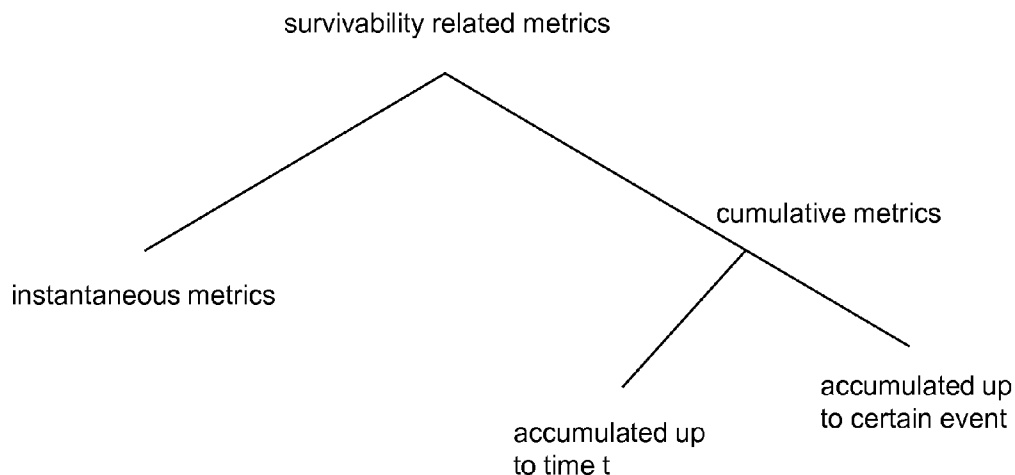 survivability related metrics
cumulative metrics
instantaneous metrics
accumulated up
to certain event
accumulated up
to time t